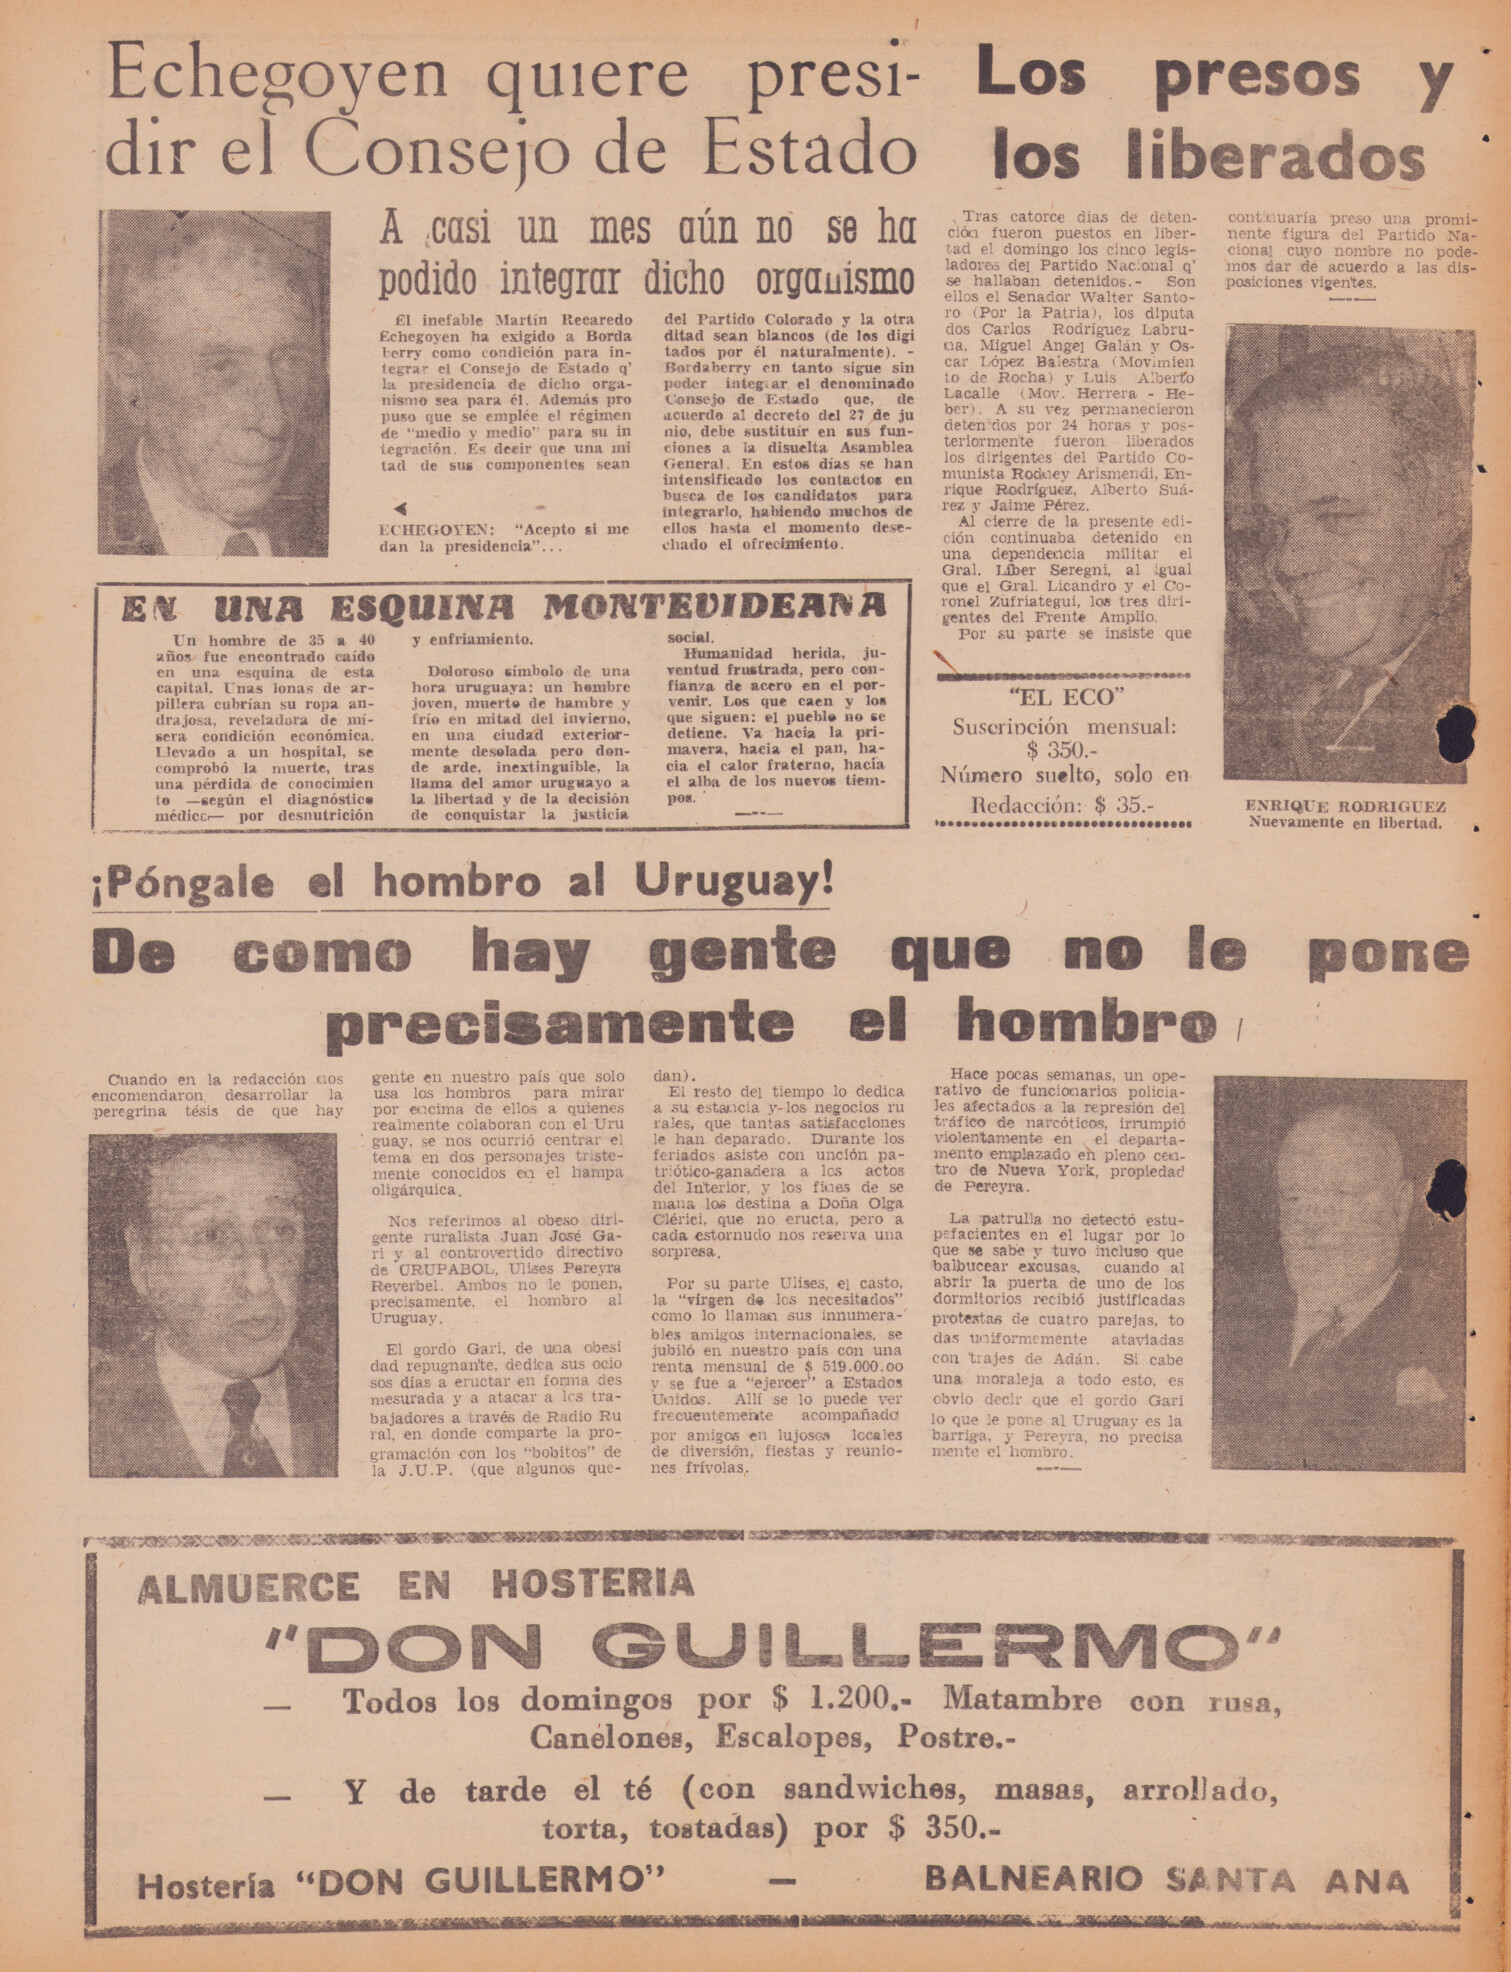 Echegoyen quiere presi-
dir el Consejo de Estado
A casi un mes aún no se ha
podido integrar dicho organismo
El inefable Martín Recaredo
Echegoyen ha exigido a Borda
berry como condición para in-
tegrar el Consejo de Estado q'
la presidencia de dicho orga-
nismo sea para él. Además pro
puso que se emplée el régimen
de "medio y medio" para su in
tegración. Es decir que una mi
tad de sus componentes sean
ECHEGOYEN: "Acepto si me
dan la presidencia"...
del Partido Colorado y la otra
ditad sean blancos (de los digi
tados por él naturalmente). -
Bordaberry en tanto sigue sin
poder integrar el denominado
Consejo de Estado que, de
acuerdo al decreto del 27 de ju
nio, debe sustituír en sus fun-
ciones a la disuelta Asamblea
General. En estos días se han
intensificado los contactos en
busca de los candidatos para
integrarlo, habiendo muchos de
ellos hasta el momento dese-
chado el ofrecimiento.
Los presos y
los liberados
Tras catorce días de deten-
ción fueron puestos en liber-
tad el domingo los cinco legis-
ladores del Partido Nacional q'
se hallaban detenidos.- Son
ellos el Senador Walter Santo-
ro (Por la Patria), los diputa
dos Carlos Rodríguez Labru-
na, Miguel Angel Galán y Os-
car López Balestra (Movimien
to de Rocha) y Luis Alberto
Lacalle (Mov. Herrera - He-
ber). A su vez permanecieron
detenidos por 24 horas y pos-
teriormente fueron liberados
los dirigentes del Partido Co-
munista Rodney Arismendi, En-
rique Rodríguez, Alberto Suá-
rez y Jaime Pérez.
Al cierre de la presente edi-
ción continuaba detenido en
una dependencia militar el
Gral. Líber Seregni, al igual
que el Gral. Licandro y el Co-
ronel Zufriategui, los tres diri-
gentes del Frente Amplio.
Por su parte se insiste que
continuaría preso una promi-
nente figura del Partido Na-
cional cuyo nombre no pode-
mos dar de acuerdo a las dis-
posiciones vigentes.
ENRIQUE RODRIGUEZ
Nuevamente en libertad.
"EL ECO"
Suscripción mensual:
$ 350.-
Número suelto, solo en
Redacción: $ 35.-
EN UNA ESQUINA MONTEVIDEANA
Un hombre de 35 a 40
años fue encontrado caído
en una esquina de esta
capital. Unas lonas de ar-
pillera cubrían su ropa an-
drajosa, reveladora de mí-
sera condición económica.
Llevado a un hospital, se
comprobó la muerte, tras
una pérdida de conocimien
to —según el diagnóstico
médico— por desnutrición
y enfriamiento.
Doloroso símbolo de una
hora uruguaya: un hombre
joven, muerto de hambre y
frío en mitad del invierno,
en una ciudad exterior-
mente desolada pero don-
de arde, inextinguible, la
llama del amor uruguayo a
la libertad y de la decisión
de conquistar la justicia
social.
Humanidad herida, ju-
ventud frustrada, pero con-
fianza de acero en el por-
venir. Los que caen y los
que siguen: el pueblo no se
detiene. Va hacia la pri-
mavera, hacia el pan, ha-
cia el calor fraterno, hacia
el alba de los nuevos tiem-
pos.
¡Póngale el hombro al Uruguay!
De como hay gente que no le pone
precisamente el hombro
Cuando en la redacción nos
encomendaron desarrollar la
peregrina tésis de que hay
gente en nuestro país que solo
usa los hombros para mirar
por encima de ellos a quienes
realmente colaboran con el Uru
guay, se nos ocurrió centrar el
tema en dos personajes triste-
mente conocidos en el hampa
oligárquica.
Nos referimos al obeso diri-
gente ruralista Juan José Ga-
ri y al controvertido directivo
de URUPABOL, Ulises Pereyra
Reverbel. Ambos no le ponen,
precisamente, el hombro al
Uruguay.
El gordo Gari, de una obesi
dad repugnante, dedica sus ocio
sos días a eructar en forma des
mesurada y a atacar a los tra-
bajadores a través de Radio Ru
ral, en donde comparte la pro-
gramación con los "bobitos" de
la J.U.P. (que algunos que-
dan).
El resto del tiempo lo dedica
a su estancia y los negocios ru
rales, que tantas satisfacciones
le han deparado. Durante los
feriados asiste con unción pa-
triótico-ganadera a los actos
del Interior, y los fines de se
mana los destina a Doña Olga
Clérici, que no eructa, pero a
cada estornudo nos reserva una
sorpresa.
Por su parte Ulises, el casto,
la "vírgen de los necesitados"
como lo llaman sus innumera-
bles amigos internacionales, se
jubiló en nuestro país con una
renta mensual de $ 519.000.00
y se fue a "ejercer" a Estados
Unidos. Allí se lo puede ver
frecuentemente acompañado
por amigos en lujosos locales
de diversión, fiestas y reunio-
nes frívolas.
Hace pocas semanas, un ope-
rativo de funcionarios policia-
les afectados a la represión del
tráfico de narcóticos, irrumpió
violentamente en el departa-
mento emplazado en pleno cen-
tro de Nueva York, propiedad
de Pereyra.
La patrulla no detectó estu-
pefacientes en el lugar por lo
que se sabe y tuvo incluso que
balbucear excusas, cuando al
abrir la puerta de uno de los
dormitorios recibió justificadas
protestas de cuatro parejas, to
das uniformemente ataviadas
con trajes de Adán. Si cabe
una moraleja a todo esto, es
obvio decir que el gordo Gari
lo que le pone al Uruguay es la
barriga, y Pereyra, no precisa
mente el hombro.
ALMUERCE EN HOSTERIA
"DON GUILLERMO"
— Todos los domingos por $ 1.200.- Matambre con rusa,
Canelones, Escalopes, Postre.-
— Y de tarde el té (con sandwiches, masas, arrollado,
torta, tostadas) por $ 350.-
Hostería "DON GUILLERMO" — BALNEARIO SANTA ANA